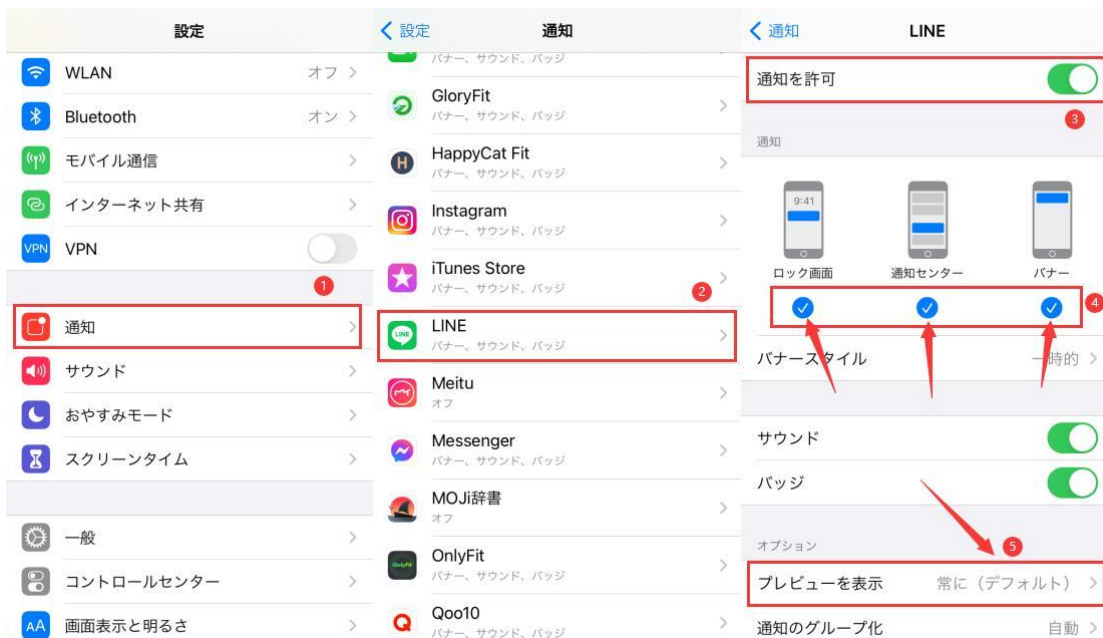 設定
WLAN オフ
Bluetooth オン
モバイル通信
インターネット共有
VPN VPN
1
通知
サウンド
おやすみモード
スクリーンタイム
一般
コントロールセンター
AA 画面表示と明るさ
設定 通知
バナー、サウンド、バッジ
GloryFit
バナー、サウンド、バッジ
H HappyCat Fit
バナー、サウンド、バッジ
Instagram
バナー、サウンド、バッジ
iTunes Store
バナー、サウンド、バッジ
2
LINE LINE
バナー、サウンド、バッジ
Meitu
オフ
Messenger
バナー、サウンド、バッジ
MOJi辞書
オフ
OnlyFit OnlyFit
バナー、サウンド、バッジ
Qoo10
バナー、サウンド、バッジ
通知 LINE
通知を許可
3
通知
9:41
ロック画面 通知センター バナー
4
バナースタイル 一時的
サウンド
バッジ
オプション
5
プレビューを表示 常に（デフォルト）
通知のグループ化 自動